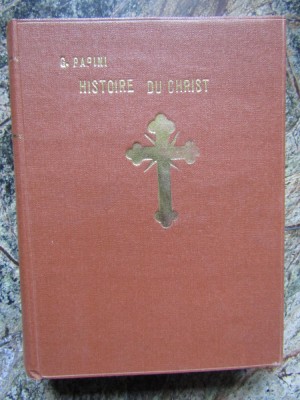 G. PAPINI
HISTOIRE DU CHRIST